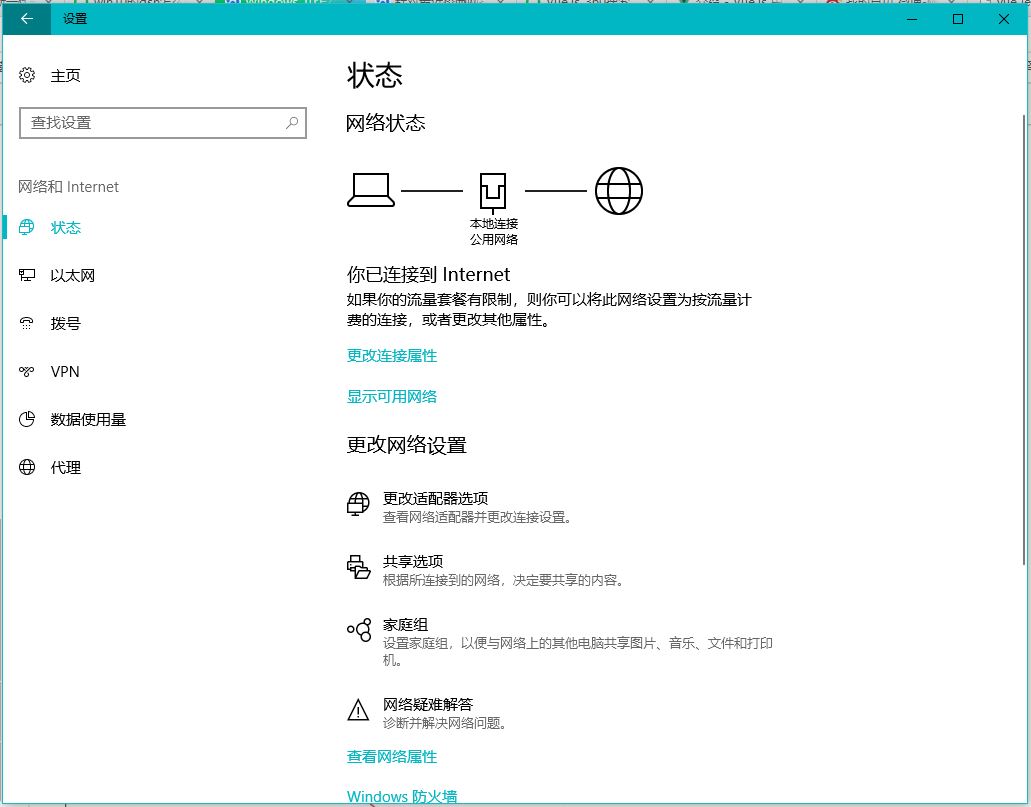 设置
主页
查找设置
网络和 Internet
状态
以太网
拨号
VPN
数据使用量
代理
状态
网络状态
本地连接
公用网络
你已连接到 Internet
如果你的流量套餐有限制，则你可以将此网络设置为按流量计
费的连接，或者更改其他属性。
更改连接属性
显示可用网络
更改网络设置
更改适配器选项
查看网络适配器并更改连接设置。
共享选项
根据所连接到的网络，决定要共享的内容。
家庭组
设置家庭组，以便与网络上的其他电脑共享图片、音乐、文件和打印
机。
网络疑难解答
诊断并解决网络问题。
查看网络属性
Windows 防火墙